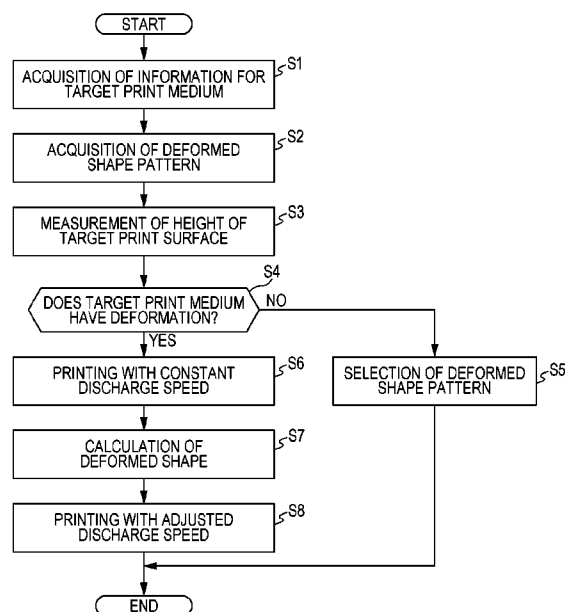 START
S1
ACQUISITION OF INFORMATION FOR
TARGET PRINT MEDIUM
S2
ACQUISITION OF DEFORMED
SHAPE PATTERN
S3
MEASUREMENT OF HEIGHT OF
TARGET PRINT SURFACE
S4
DOES TARGET PRINT MEDIUM
HAVE DEFORMATION?
NO
YES
S6
PRINTING WITH CONSTANT
DISCHARGE SPEED
S5
SELECTION OF DEFORMED
SHAPE PATTERN
S7
CALCULATION OF
DEFORMED SHAPE
S8
PRINTING WITH ADJUSTED
DISCHARGE SPEED
END